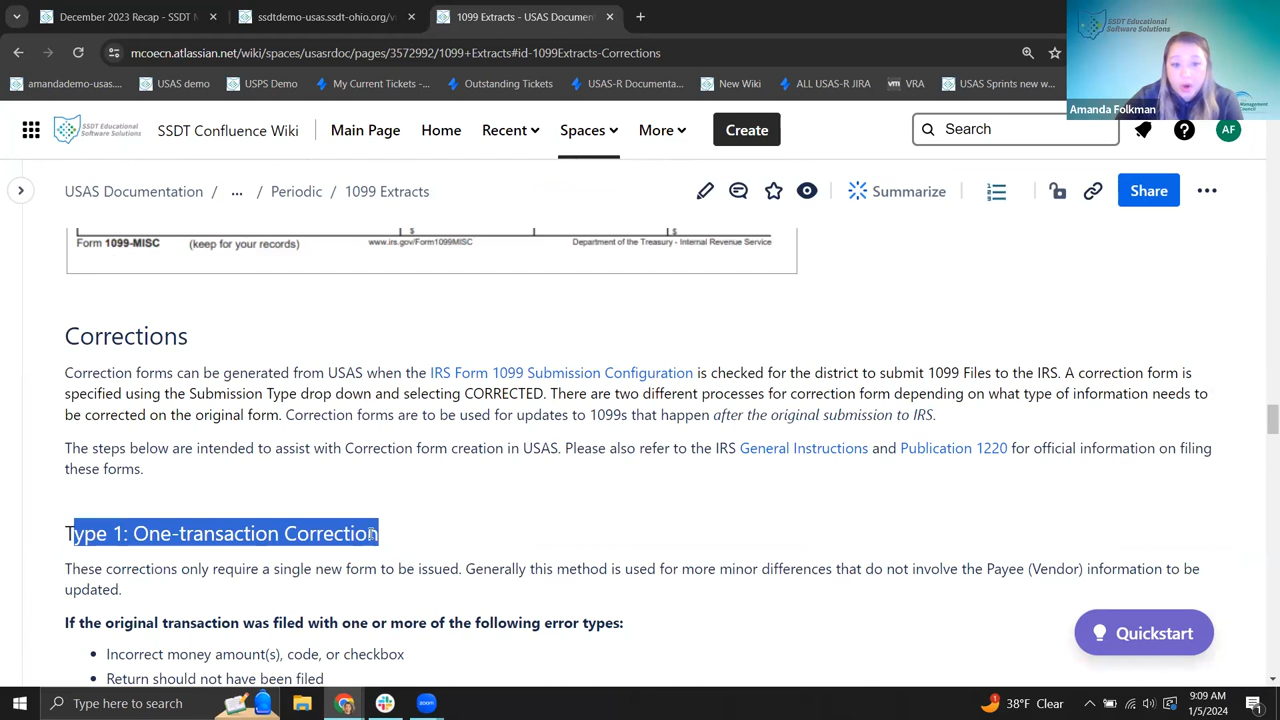 December 2023 Recap - SSDT M
ssdtdemo-usas.ssdt-ohio.org/v
1099 Extracts - USAS Documen
mcoecn.atlassian.net/wiki/spaces/usasrdoc/pages/3572992/1099+Extracts#id-1099Extracts-Corrections
SSDT Educational
Software Solutions
Amanda Folkman
Management
Council
amandademo-usas....
USAS demo
USPS Demo
My Current Tickets -...
Outstanding Tickets
USAS-R Documenta...
New Wiki
ALL USAS-R JIRA
vm VRA
USAS Sprints new w...
SSDT Educational
Software Solutions
SSDT Confluence Wiki
Main Page
Home
Recent
Spaces
More
Create
Search
AF
USAS Documentation / ... / Periodic / 1099 Extracts
Summarize
Share
Form 1099-MISC (keep for your records) www.irs.gov/Form1099MISC Department of the Treasury - Internal Revenue Service
$ $
Corrections
Correction forms can be generated from USAS when the IRS Form 1099 Submission Configuration is checked for the district to submit 1099 Files to the IRS. A correction form is
specified using the Submission Type drop down and selecting CORRECTED. There are two different processes for correction form depending on what type of information needs to
be corrected on the original form. Correction forms are to be used for updates to 1099s that happen after the original submission to IRS.
The steps below are intended to assist with Correction form creation in USAS. Please also refer to the IRS General Instructions and Publication 1220 for official information on filing
these forms.
Type 1: One-transaction Correction
These corrections only require a single new form to be issued. Generally this method is used for more minor differences that do not involve the Payee (Vendor) information to be
updated.
If the original transaction was filed with one or more of the following error types:
• Incorrect money amount(s), code, or checkbox
• Return should not have been filed
Quickstart
Type here to search
38°F Clear
9:09 AM
1/5/2024
1